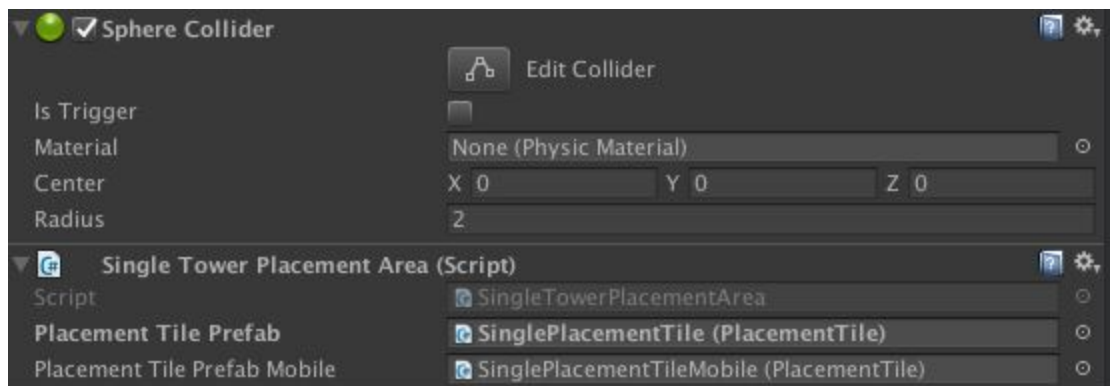 Sphere Collider
Edit Collider
Is Trigger
Material None (Physic Material)
Center X 0 Y 0 Z 0
Radius 2
Single Tower Placement Area (Script)
Script SingleTowerPlacementArea
Placement Tile Prefab SinglePlacementTile (PlacementTile)
Placement Tile Prefab Mobile SinglePlacementTileMobile (PlacementTile)